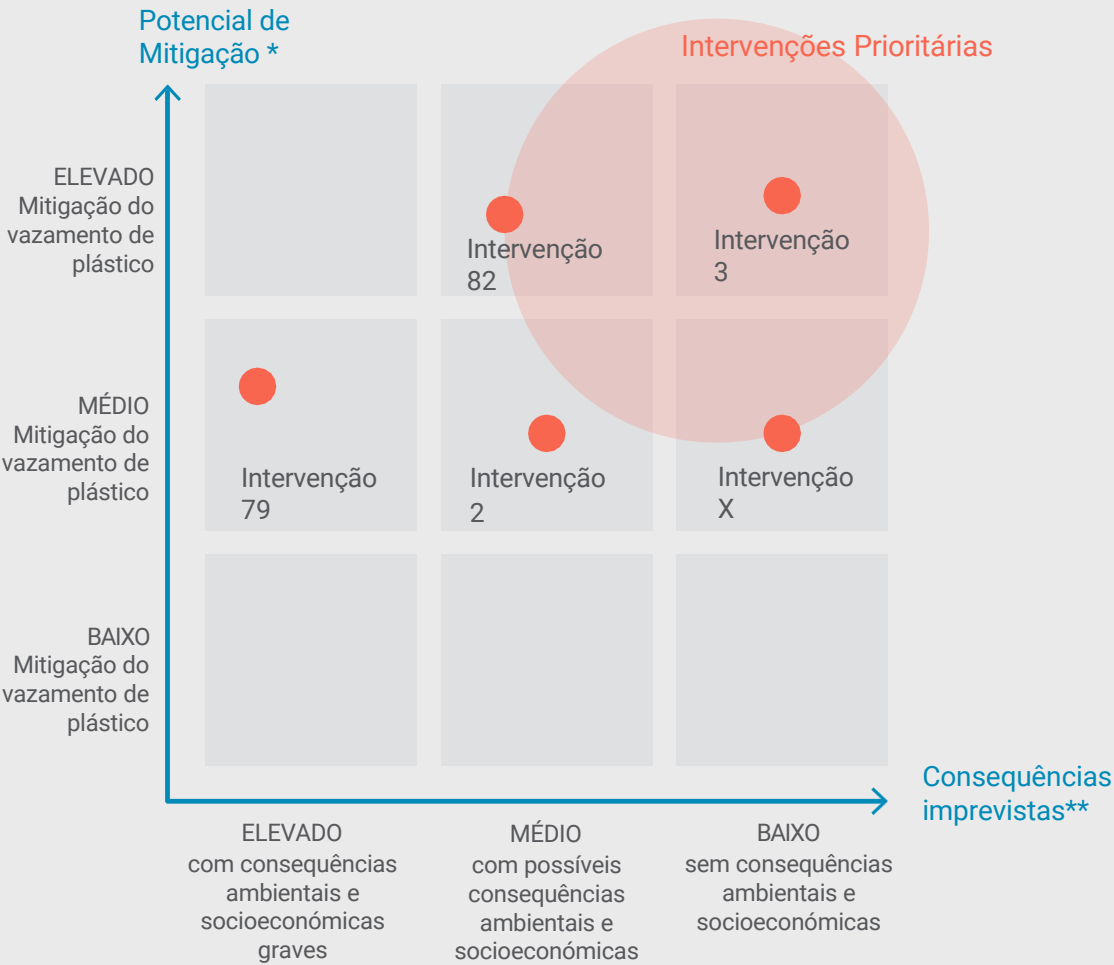 Potencial de
Mitigação *
Intervenções Prioritárias
ELEVADO
Mitigação do
vazamento de
plástico
Intervenção
82
Intervenção
3
MÉDIO
Mitigação do
vazamento de
plástico
Intervenção
79
Intervenção
2
Intervenção
X
BAIXO
Mitigação do
vazamento de
plástico
Consequências
imprevistas**
ELEVADO
com consequências
ambientais e
socioeconómicas
graves
MÉDIO
com possíveis
consequências
ambientais e
socioeconómicas
BAIXO
sem consequências
ambientais e
socioeconómicas